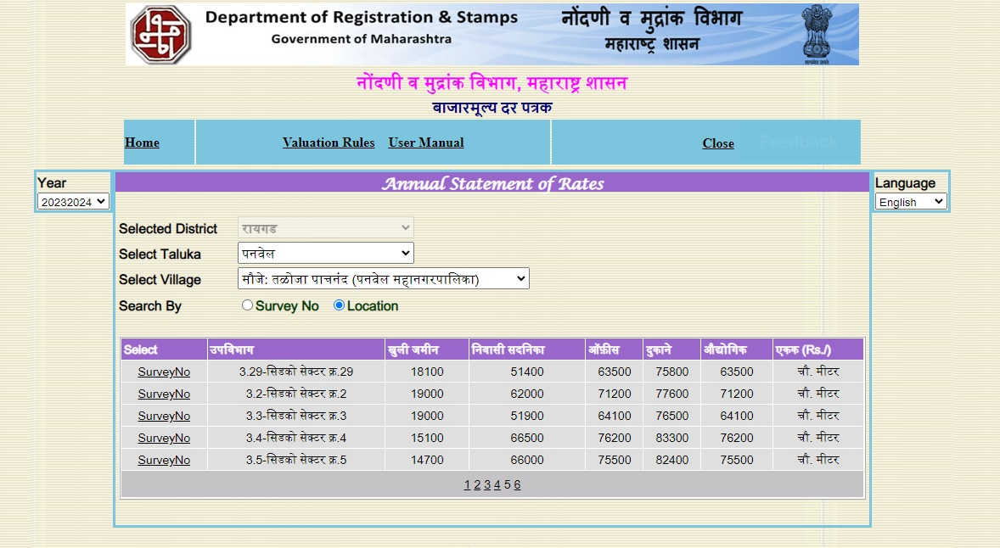 Department of Registration & Stamps
Government of Maharashtra
नोंदणी व मुद्रांक विभाग
महाराष्ट्र शासन
नोंदणी व मुद्रांक विभाग, महाराष्ट्र शासन
बाजारमूल्य दर पत्रक
Home Valuation Rules User Manual Close Feedback
Year Annual Statement of Rates Language
20232024 English
Selected District रायगड
Select Taluka पनवेल
Select Village मौजे: तळोजा पाचनंद (पनवेल महानगरपालिका)
Search By Survey No Location
Select उपविभाग खुली जमीन निवासी सदनिका ऑफ़ीस दुकाने औद्योगिक एकक (Rs./)
SurveyNo 3.29-सिडको सेक्टर क्र.29 18100 51400 63500 75800 63500 चौ. मीटर
SurveyNo 3.2-सिडको सेक्टर क्र.2 19000 62000 71200 77600 71200 चौ. मीटर
SurveyNo 3.3-सिडको सेक्टर क्र.3 19000 51900 64100 76500 64100 चौ. मीटर
SurveyNo 3.4-सिडको सेक्टर क्र.4 15100 66500 76200 83300 76200 चौ. मीटर
SurveyNo 3.5-सिडको सेक्टर क्र.5 14700 66000 75500 82400 75500 चौ. मीटर
1 2 3 4 5 6